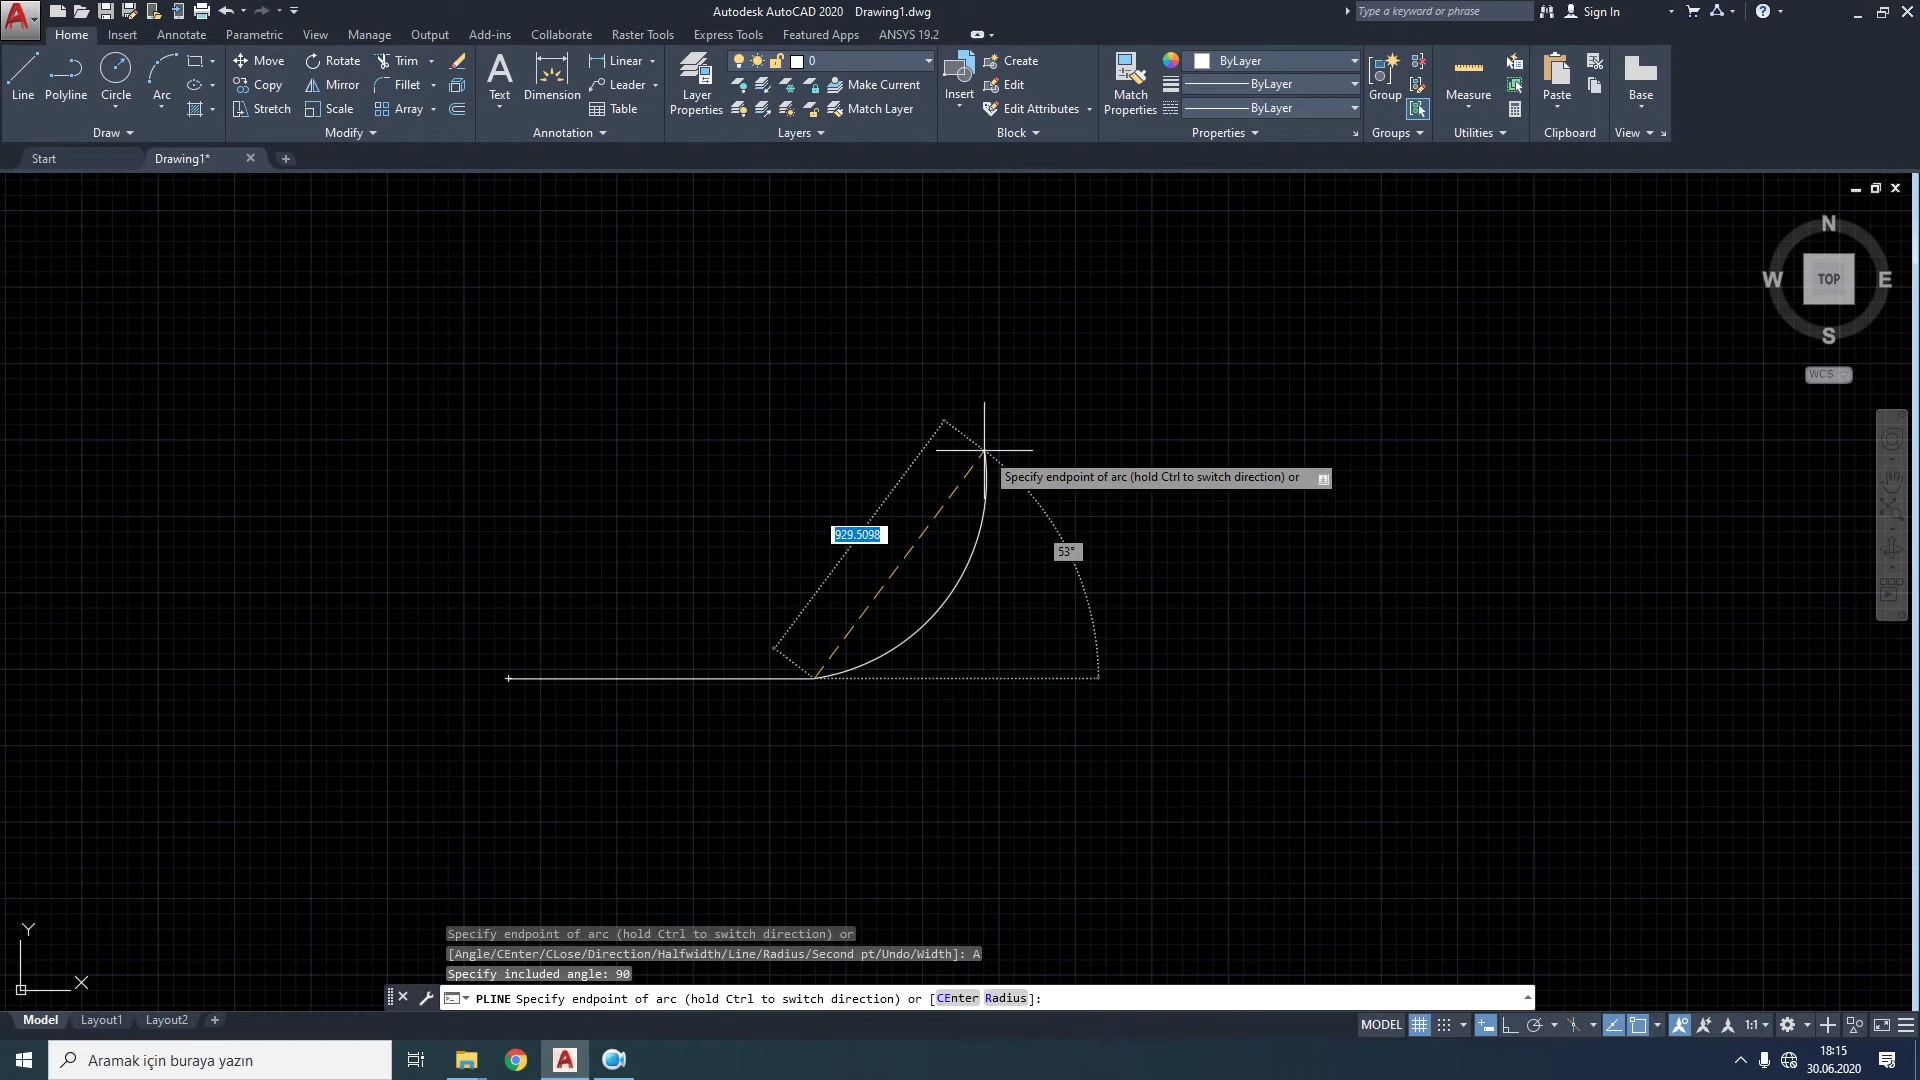 Autodesk AutoCAD 2020 Drawing1.dwg
Type a keyword or phrase
Sign In
Home Insert Annotate Parametric View Manage Output Add-ins Collaborate Raster Tools Express Tools Featured Apps ANSYS 19.2
Line
Polyline
Circle
Arc
Draw
Move
Copy
Stretch
Rotate
Mirror
Scale
Trim
Fillet
Array
Modify
Text
Dimension
Linear
Leader
Table
Annotation
Layer
Properties
0
Make Current
Match Layer
Layers
Insert
Create
Edit
Edit Attributes
Block
Match
Properties
ByLayer
ByLayer
ByLayer
Properties
Group
Groups
Measure
Utilities
Paste
Clipboard
Base
View
Start
Drawing1*
N
W
TOP
E
S
WCS
Specify endpoint of arc (hold Ctrl to switch direction) or
929.5098
53°
Y
X
Specify endpoint of arc (hold Ctrl to switch direction) or
[Angle/CEnter/CLose/Direction/Halfwidth/Line/Radius/Second pt/Undo/Width]: A
Specify included angle: 90
PLINE Specify endpoint of arc (hold Ctrl to switch direction) or [CEnter Radius]:
Model Layout1 Layout2
MODEL
1:1
Aramak için buraya yazın
18:15
30.06.2020